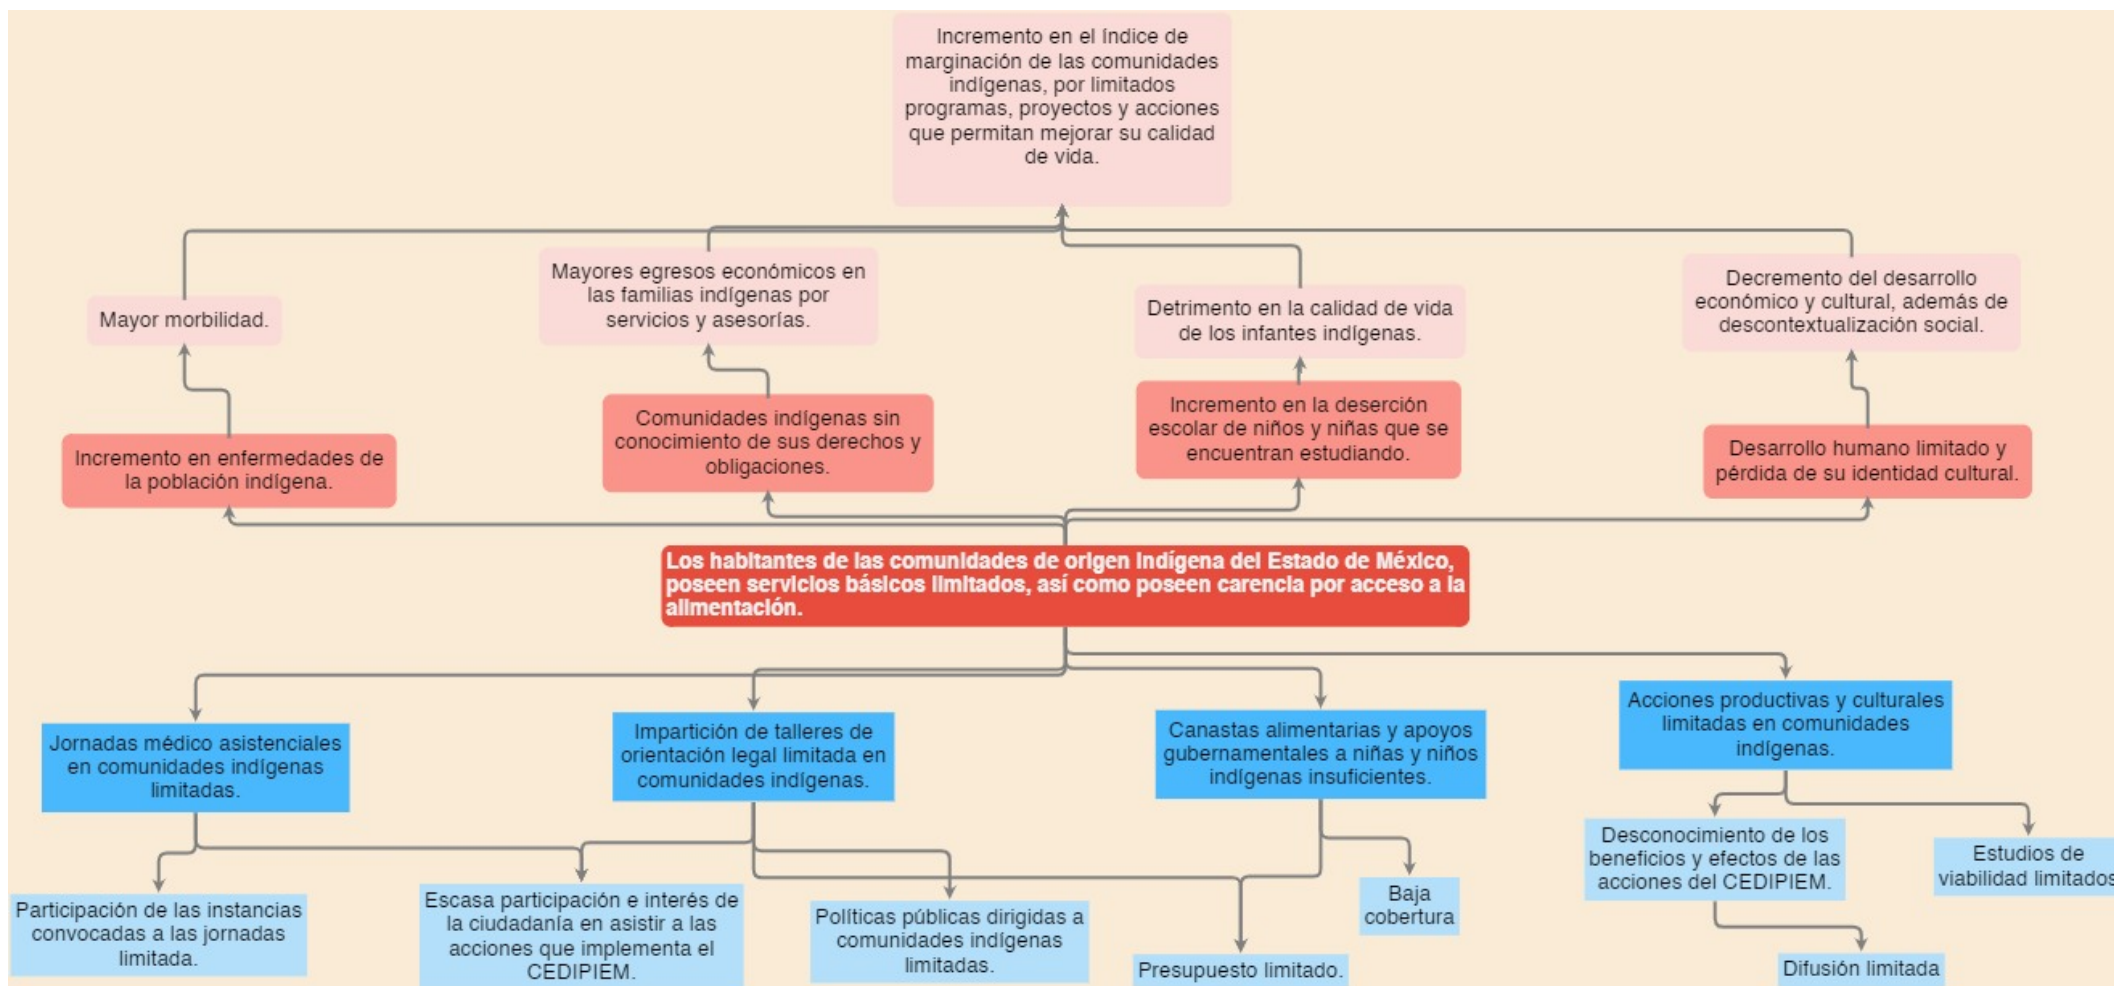 Incremento en el índice de
marginación de las comunidades
indígenas, por limitados
programas, proyectos y acciones
que permitan mejorar su calidad
de vida.
Mayor morbilidad.
Mayores egresos económicos en
las familias indígenas por
servicios y asesorías.
Detrimento en la calidad de vida
de los infantes indígenas.
Decremento del desarrollo
económico y cultural, además de
descontextualización social.
Incremento en enfermedades de
la población indígena.
Comunidades indígenas sin
conocimiento de sus derechos y
obligaciones.
Incremento en la deserción
escolar de niños y niñas que se
encuentran estudiando.
Desarrollo humano limitado y
pérdida de su identidad cultural.
Los habitantes de las comunidades de origen indígena del Estado de México,
poseen servicios básicos limitados, así como poseen carencia por acceso a la
alimentación.
Jornadas médico asistenciales
en comunidades indígenas
limitadas.
Impartición de talleres de
orientación legal limitada en
comunidades indígenas.
Canastas alimentarias y apoyos
gubernamentales a niñas y niños
indígenas insuficientes.
Acciones productivas y culturales
limitadas en comunidades
indígenas.
Participación de las instancias
convocadas a las jornadas
limitada.
Escasa participación e interés de
la ciudadanía en asistir a las
acciones que implementa el
CEDIPIEM.
Políticas públicas dirigidas a
comunidades indígenas
limitadas.
Presupuesto limitado.
Baja
cobertura
Desconocimiento de los
beneficios y efectos de las
acciones del CEDIPIEM.
Estudios de
viabilidad limitados
Difusión limitada